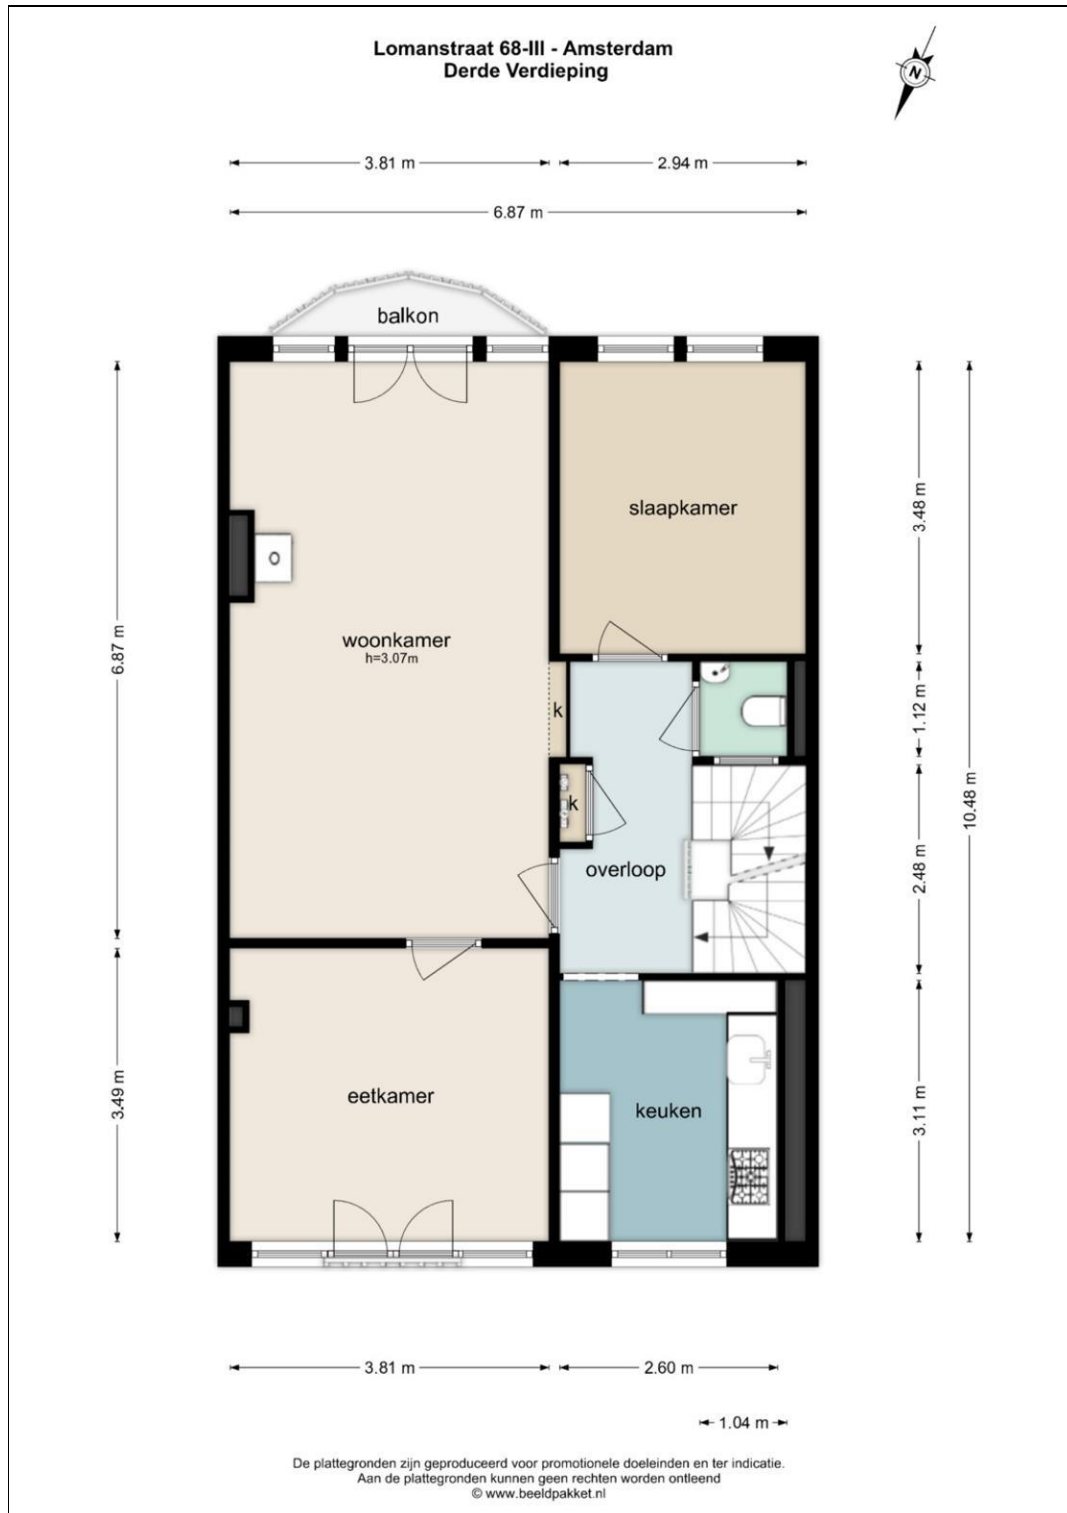 Lomanstraat 68-III - Amsterdam
Derde Verdieping
N
3.81 m
2.94 m
6.87 m
balkon
slaapkamer
woonkamer
h=3.07m
k
k
overloop
eetkamer
keuken
6.87 m
3.49 m
3.48 m
1.12 m
2.48 m
3.11 m
10.48 m
3.81 m
2.60 m
1.04 m
De plattegronden zijn geproduceerd voor promotionele doeleinden en ter indicatie.
Aan de plattegronden kunnen geen rechten worden ontleend
© www.beeldpakket.nl